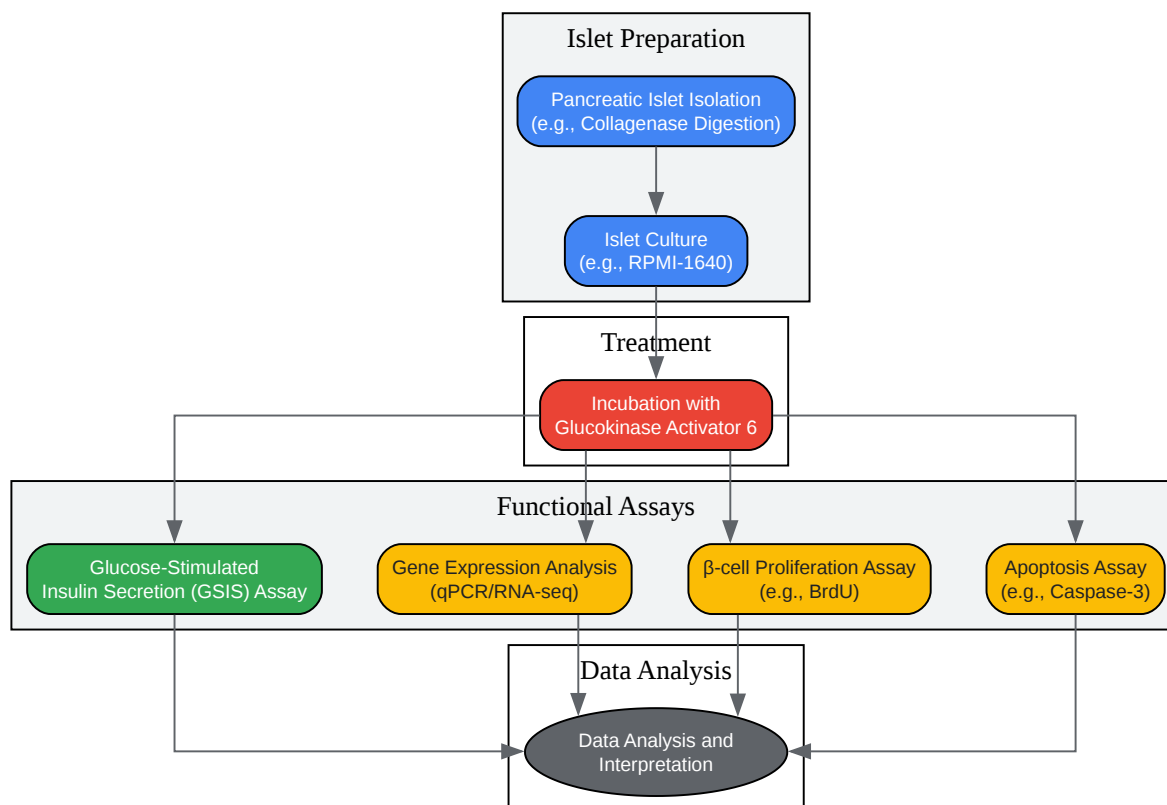 Islet Preparation
Pancreatic Islet Isolation
(e.g., Collagenase Digestion)
Islet Culture
(e.g., RPMI-1640)
Treatment
Incubation with
Glucokinase Activator 6
Functional Assays
Glucose-Stimulated
Insulin Secretion (GSIS) Assay
Gene Expression Analysis
(qPCR/RNA-seq)
β-cell Proliferation Assay
(e.g., BrdU)
Apoptosis Assay
(e.g., Caspase-3)
Data Analysis
Data Analysis and
Interpretation